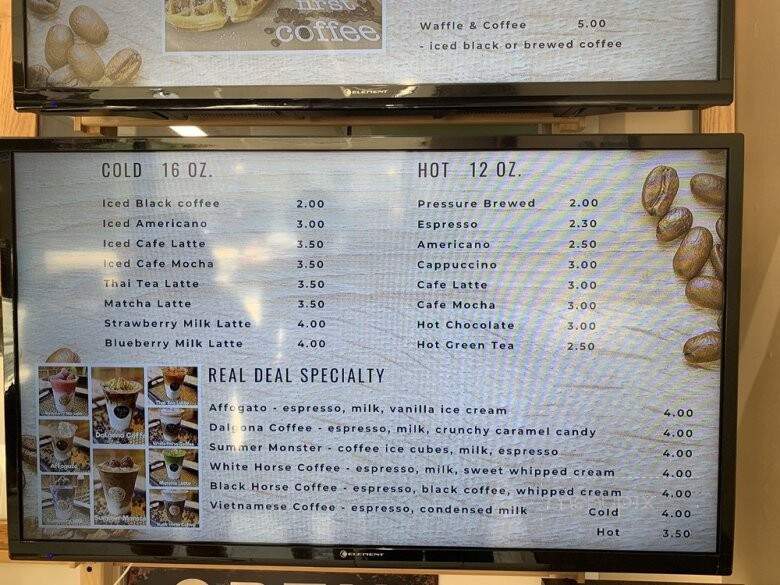 first
coffee
Waffle & Coffee 5.00
- iced black or brewed coffee
ELEMENT
COLD 16 OZ.
Iced Black coffee 2.00
Iced Americano 3.00
Iced Cafe Latte 3.50
Iced Cafe Mocha 3.50
Thai Tea Latte 3.50
Matcha Latte 3.50
Strawberry Milk Latte 4.00
Blueberry Milk Latte 4.00
HOT 12 OZ.
Pressure Brewed 2.00
Espresso 2.30
Americano 2.50
Cappuccino 3.00
Cafe Latte 3.00
Cafe Mocha 3.00
Hot Chocolate 3.00
Hot Green Tea 2.50
REAL DEAL SPECIALTY
Affogato - espresso, milk, vanilla ice cream 4.00
Dalgona Coffee - espresso, milk, crunchy caramel candy 4.00
Summer Monster - coffee ice cubes, milk, espresso 4.00
White Horse Coffee - espresso, milk, sweet whipped cream 4.00
Black Horse Coffee - espresso, black coffee, whipped cream 4.00
Vietnamese Coffee - espresso, condensed milk Cold 4.00
Hot 3.50
Dalgona Coffee
Affogato
Matcha Latte
Summer Monster
ELEMENT